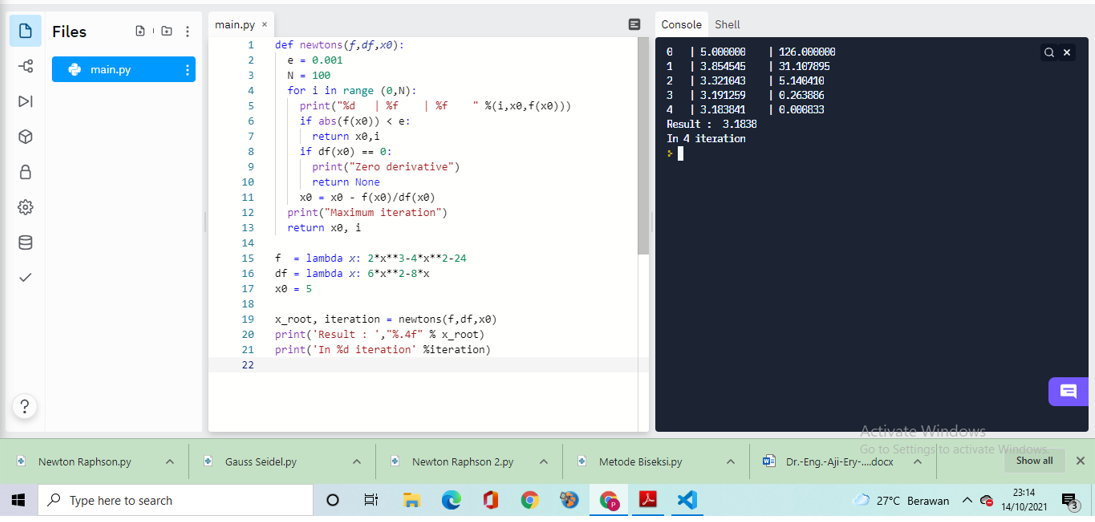 Files
main.py
main.py ×
1 def newtons(f,df,x0):
2 e = 0.001
3 N = 100
4 for i in range (0,N):
5 print("%d   | %f    | %f    " %(i,x0,f(x0)))
6 if abs(f(x0)) < e:
7 return x0,i
8 if df(x0) == 0:
9 print("Zero derivative")
10 return None
11 x0 = x0 - f(x0)/df(x0)
12 print("Maximum iteration")
13 return x0, i
14
15 f  = lambda x: 2*x**3-4*x**2-24
16 df = lambda x: 6*x**2-8*x
17 x0 = 5
18
19 x_root, iteration = newtons(f,df,x0)
20 print('Result : ',"%.4f" % x_root)
21 print('In %d iteration' %iteration)
22
Console Shell
0   | 5.000000    | 126.000000
1   | 3.854545    | 31.107895
2   | 3.321043    | 5.140410
3   | 3.191259    | 0.263886
4   | 3.183841    | 0.000833
Result :  3.1838
In 4 iteration
?
Activate Windows
Go to Settings to activate Windows.
Newton Raphson.py
Gauss Seidel.py
Newton Raphson 2.py
Metode Biseksi.py
Dr.-Eng.-Aji-Ery-....docx
Show all
Type here to search
27°C Berawan
23:14
14/10/2021
3